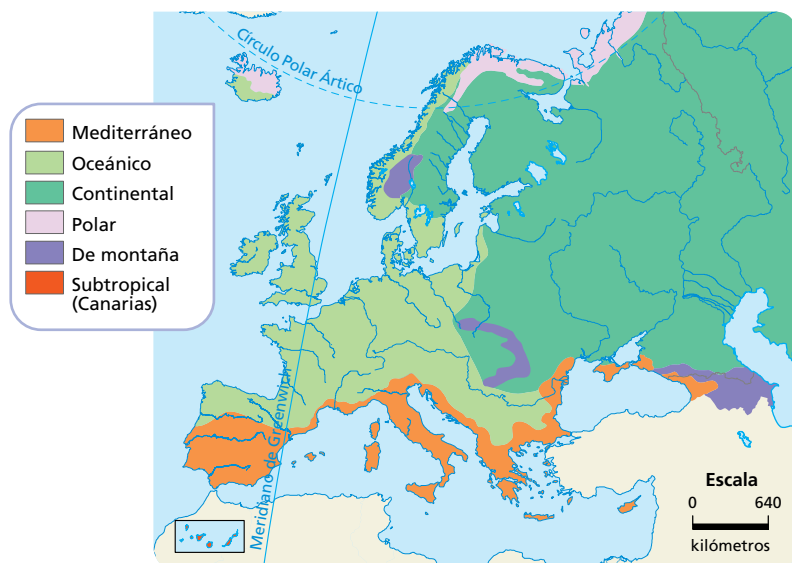 Círculo Polar Ártico
Mediterráneo
Oceánico
Continental
Polar
De montaña
Subtropical
(Canarias)
Meridiano de Greenwich
Escala
0 640
kilómetros